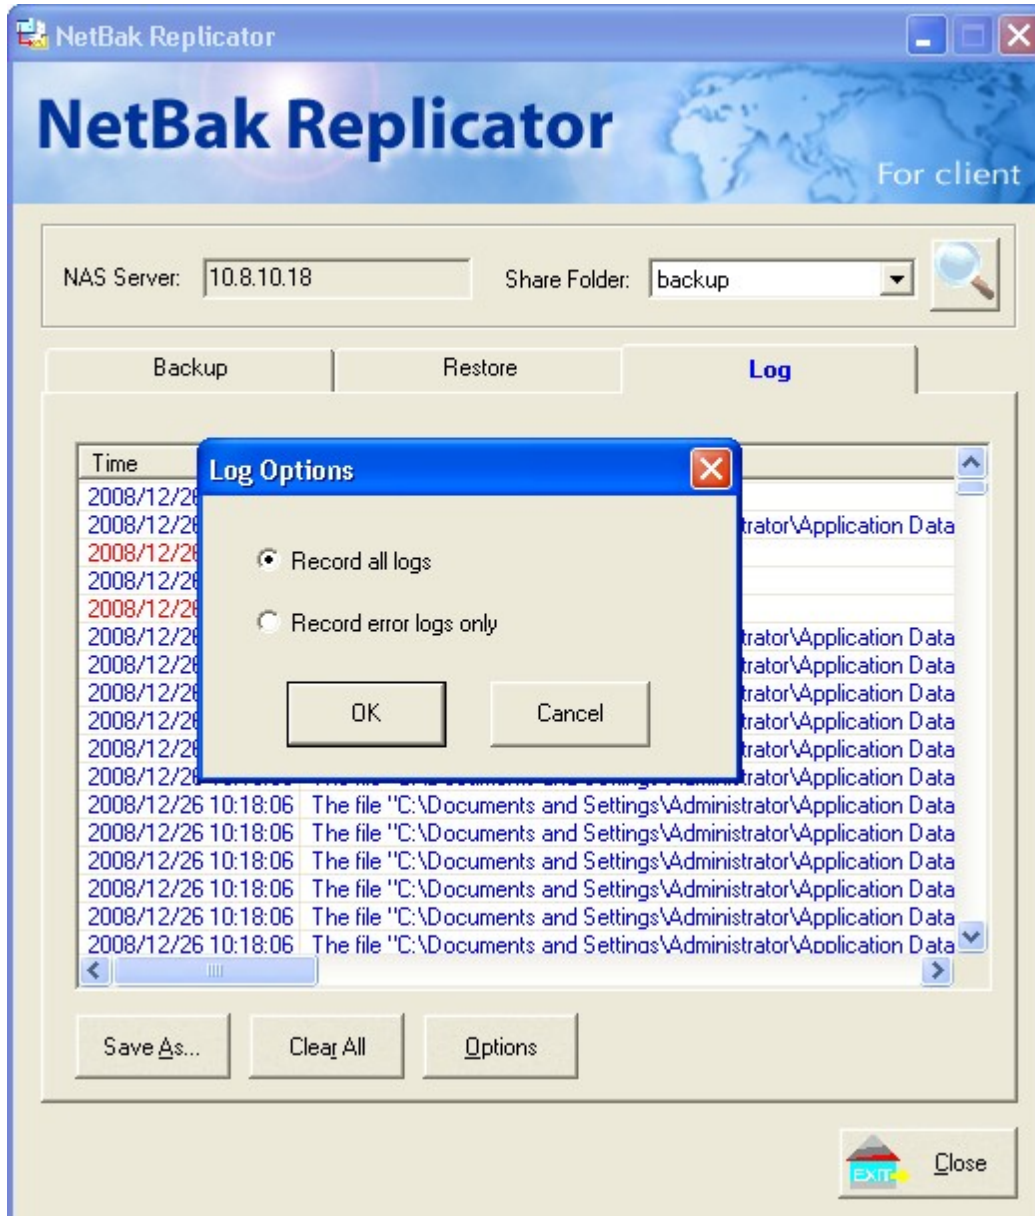 NetBak Replicator
NetBak Replicator
For client
NAS Server: 10.8.10.18 Share Folder: backup
Backup Restore Log
Time
Log Options
2008/12/26
2008/12/26 trator\Application Data
2008/12/26
2008/12/26
2008/12/26
2008/12/26 trator\Application Data
2008/12/26 trator\Application Data
2008/12/26 trator\Application Data
2008/12/26 trator\Application Data
2008/12/26 trator\Application Data
2008/12/26 trator\Application Data
Record all logs
Record error logs only
OK Cancel
2008/12/26 10:18:06 The file "C:\Documents and Settings\Administrator\Application Data
2008/12/26 10:18:06 The file "C:\Documents and Settings\Administrator\Application Data
2008/12/26 10:18:06 The file "C:\Documents and Settings\Administrator\Application Data
2008/12/26 10:18:06 The file "C:\Documents and Settings\Administrator\Application Data
2008/12/26 10:18:06 The file "C:\Documents and Settings\Administrator\Application Data
2008/12/26 10:18:06 The file "C:\Documents and Settings\Administrator\Application Data
Save As... Clear All Options
EXIT Close